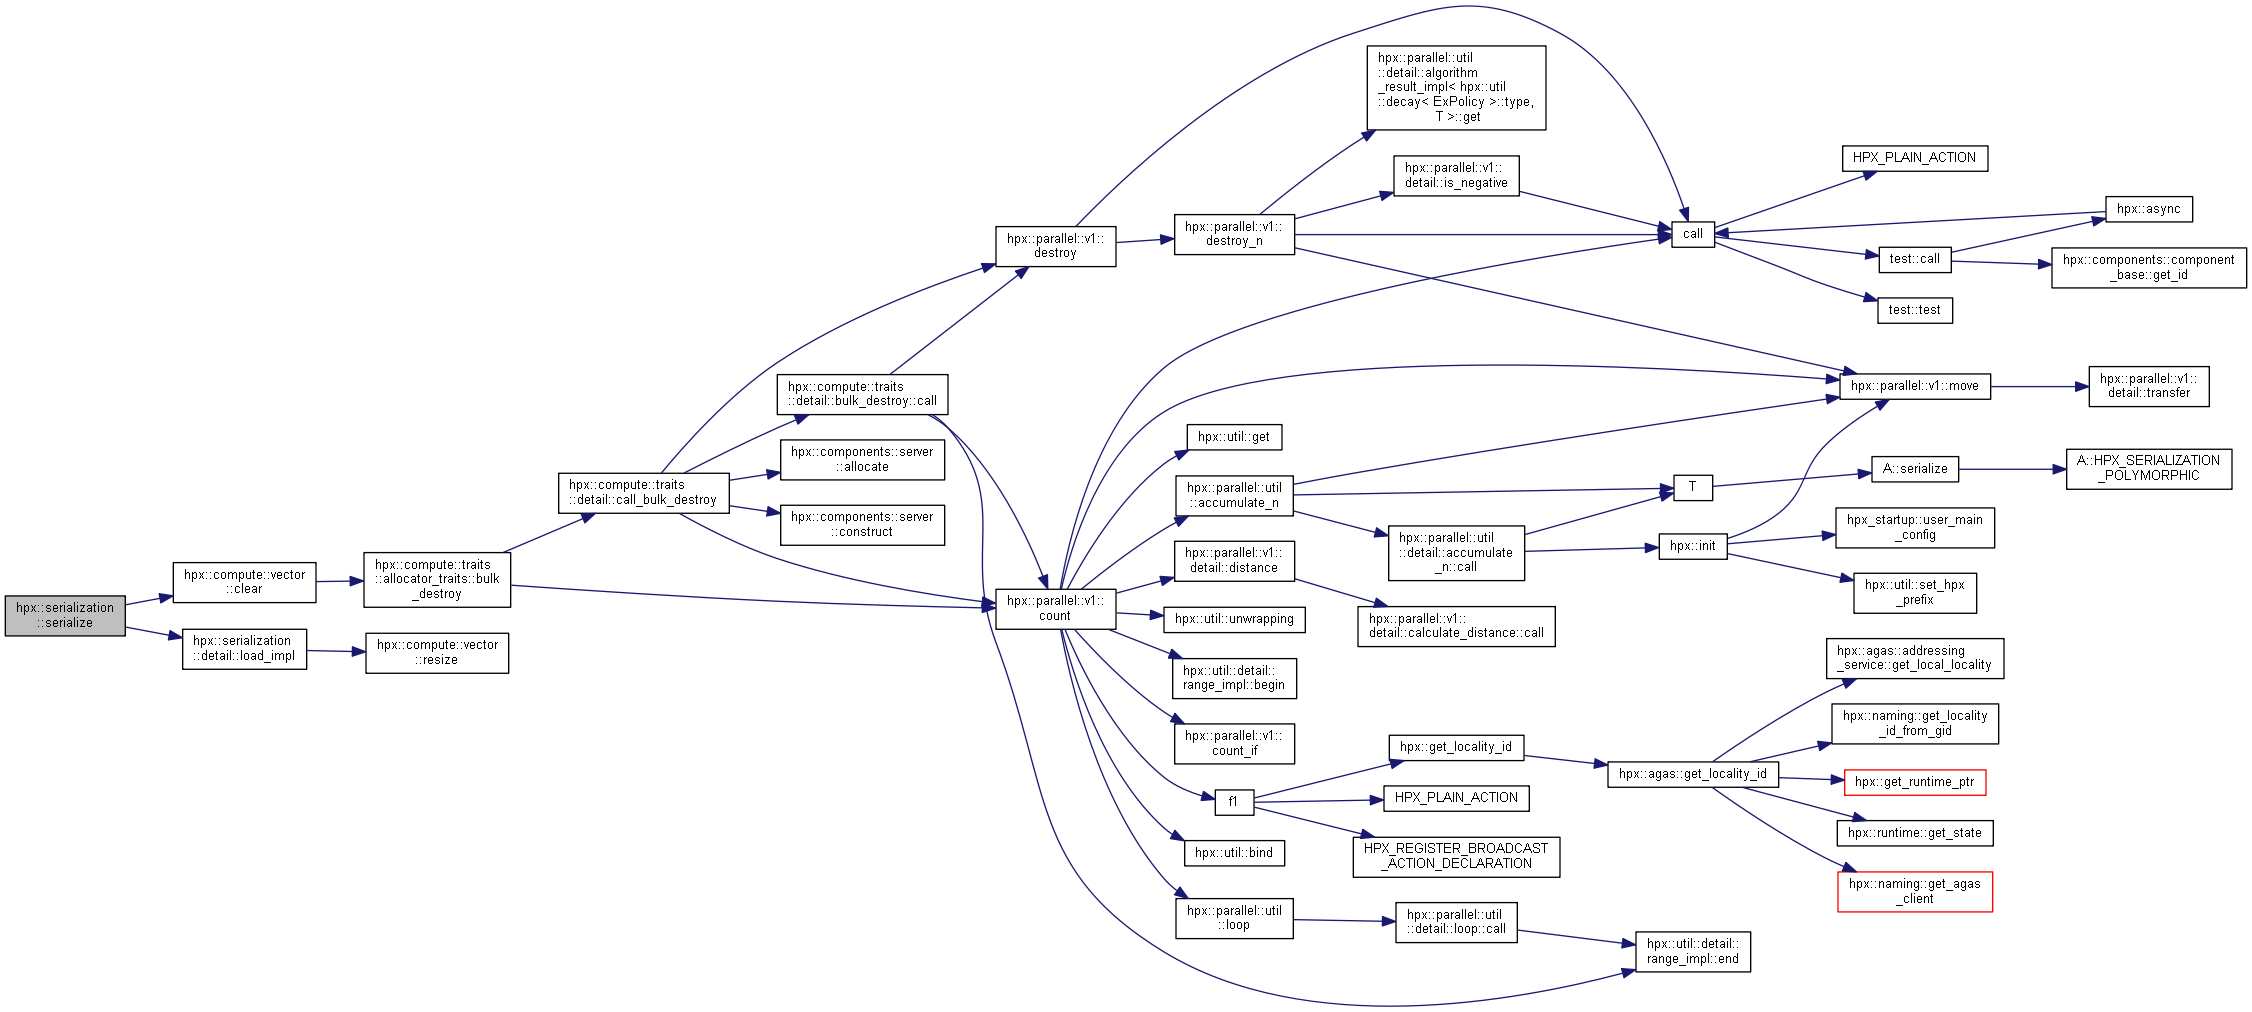 hpx::serialization
::serialize
hpx::compute::vector
::clear
hpx::serialization
::detail::load_impl
hpx::compute::traits
::allocator_traits::bulk
_destroy
hpx::compute::vector
::resize
hpx::compute::traits
::detail::call_bulk_destroy
hpx::compute::traits
::detail::bulk_destroy::call
hpx::components::server
::allocate
hpx::components::server
::construct
hpx::parallel::v1::
destroy
hpx::parallel::v1::
count
hpx::parallel::v1::
destroy_n
hpx::util::get
hpx::parallel::util
::accumulate_n
hpx::parallel::v1::
detail::distance
hpx::util::unwrapping
hpx::util::detail::
range_impl::begin
hpx::parallel::v1::
count_if
f1
hpx::util::bind
hpx::parallel::util
::loop
hpx::parallel::util
::detail::algorithm
_result_impl< hpx::util
::decay< ExPolicy >::type,
T >::get
hpx::parallel::v1::
detail::is_negative
hpx::parallel::util
::detail::accumulate
_n::call
hpx::parallel::v1::
detail::calculate_distance::call
hpx::get_locality_id
HPX_PLAIN_ACTION
HPX_REGISTER_BROADCAST
_ACTION_DECLARATION
hpx::parallel::util
::detail::loop::call
call
T
hpx::init
hpx::agas::get_locality_id
hpx::util::detail::
range_impl::end
HPX_PLAIN_ACTION
test::call
test::test
hpx::parallel::v1::move
A::serialize
hpx_startup::user_main
_config
hpx::util::set_hpx
_prefix
hpx::agas::addressing
_service::get_local_locality
hpx::naming::get_locality
_id_from_gid
hpx::get_runtime_ptr
hpx::runtime::get_state
hpx::naming::get_agas
_client
hpx::async
hpx::components::component
_base::get_id
hpx::parallel::v1::
detail::transfer
A::HPX_SERIALIZATION
_POLYMORPHIC